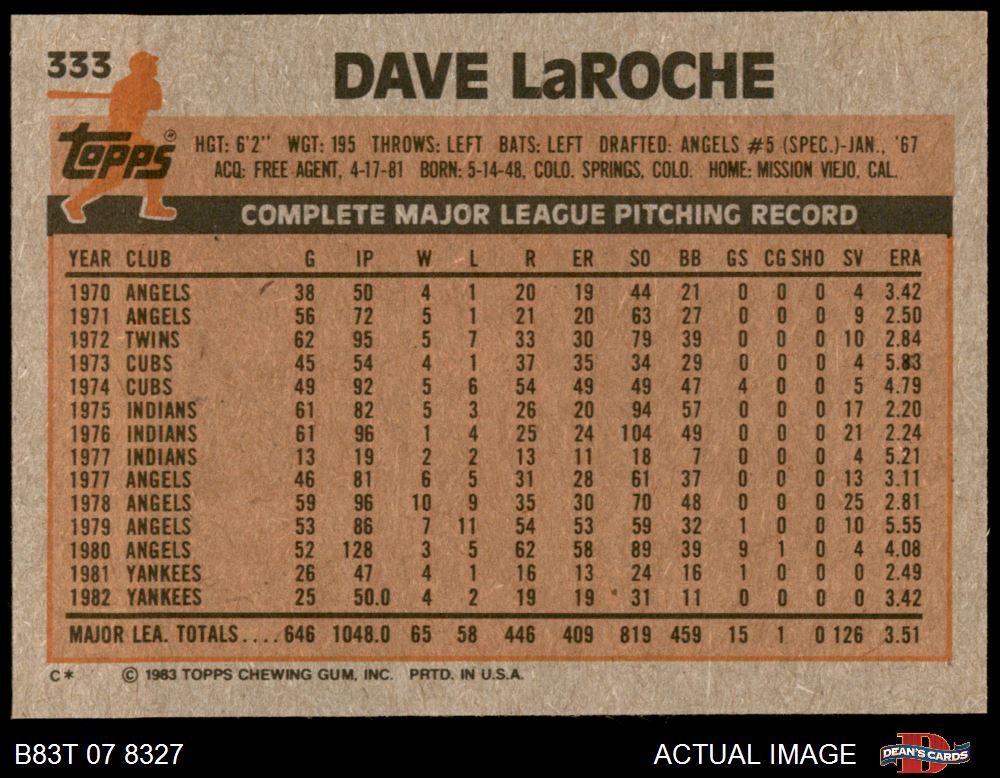 333
DAVE LaROCHE
topps ®
HGT: 6'2" WGT: 195 THROWS: LEFT BATS: LEFT DRAFTED: ANGELS #5 (SPEC.)-JAN., '67
ACQ: FREE AGENT, 4-17-81 BORN: 5-14-48, COLO. SPRINGS, COLO. HOME: MISSION VIEJO, CAL.
COMPLETE MAJOR LEAGUE PITCHING RECORD
YEAR CLUB G IP W L R ER SO BB GS CG SHO SV ERA
1970 ANGELS 38 50 4 1 20 19 44 21 0 0 0 4 3.42
1971 ANGELS 56 72 5 1 21 20 63 27 0 0 0 9 2.50
1972 TWINS 62 95 5 7 33 30 79 39 0 0 0 10 2.84
1973 CUBS 45 54 4 1 37 35 34 29 0 0 0 4 5.83
1974 CUBS 49 92 5 6 54 49 49 47 4 0 0 5 4.79
1975 INDIANS 61 82 5 3 26 20 94 57 0 0 0 17 2.20
1976 INDIANS 61 96 1 4 25 24 104 49 0 0 0 21 2.24
1977 INDIANS 13 19 2 2 13 11 18 7 0 0 0 4 5.21
1977 ANGELS 46 81 6 5 31 28 61 37 0 0 0 13 3.11
1978 ANGELS 59 96 10 9 35 30 70 48 0 0 0 25 2.81
1979 ANGELS 53 86 7 11 54 53 59 32 1 0 0 10 5.55
1980 ANGELS 52 128 3 5 62 58 89 39 9 1 0 4 4.08
1981 YANKEES 26 47 4 1 16 13 24 16 1 0 0 0 2.49
1982 YANKEES 25 50.0 4 2 19 19 31 11 0 0 0 0 3.42
MAJOR LEA. TOTALS....646 1048.0 65 58 446 409 819 459 15 1 0 126 3.51
C* © 1983 TOPPS CHEWING GUM, INC. PRTD. IN U.S.A.
B83T 07 8327 ACTUAL IMAGE DEAN'S CARDS